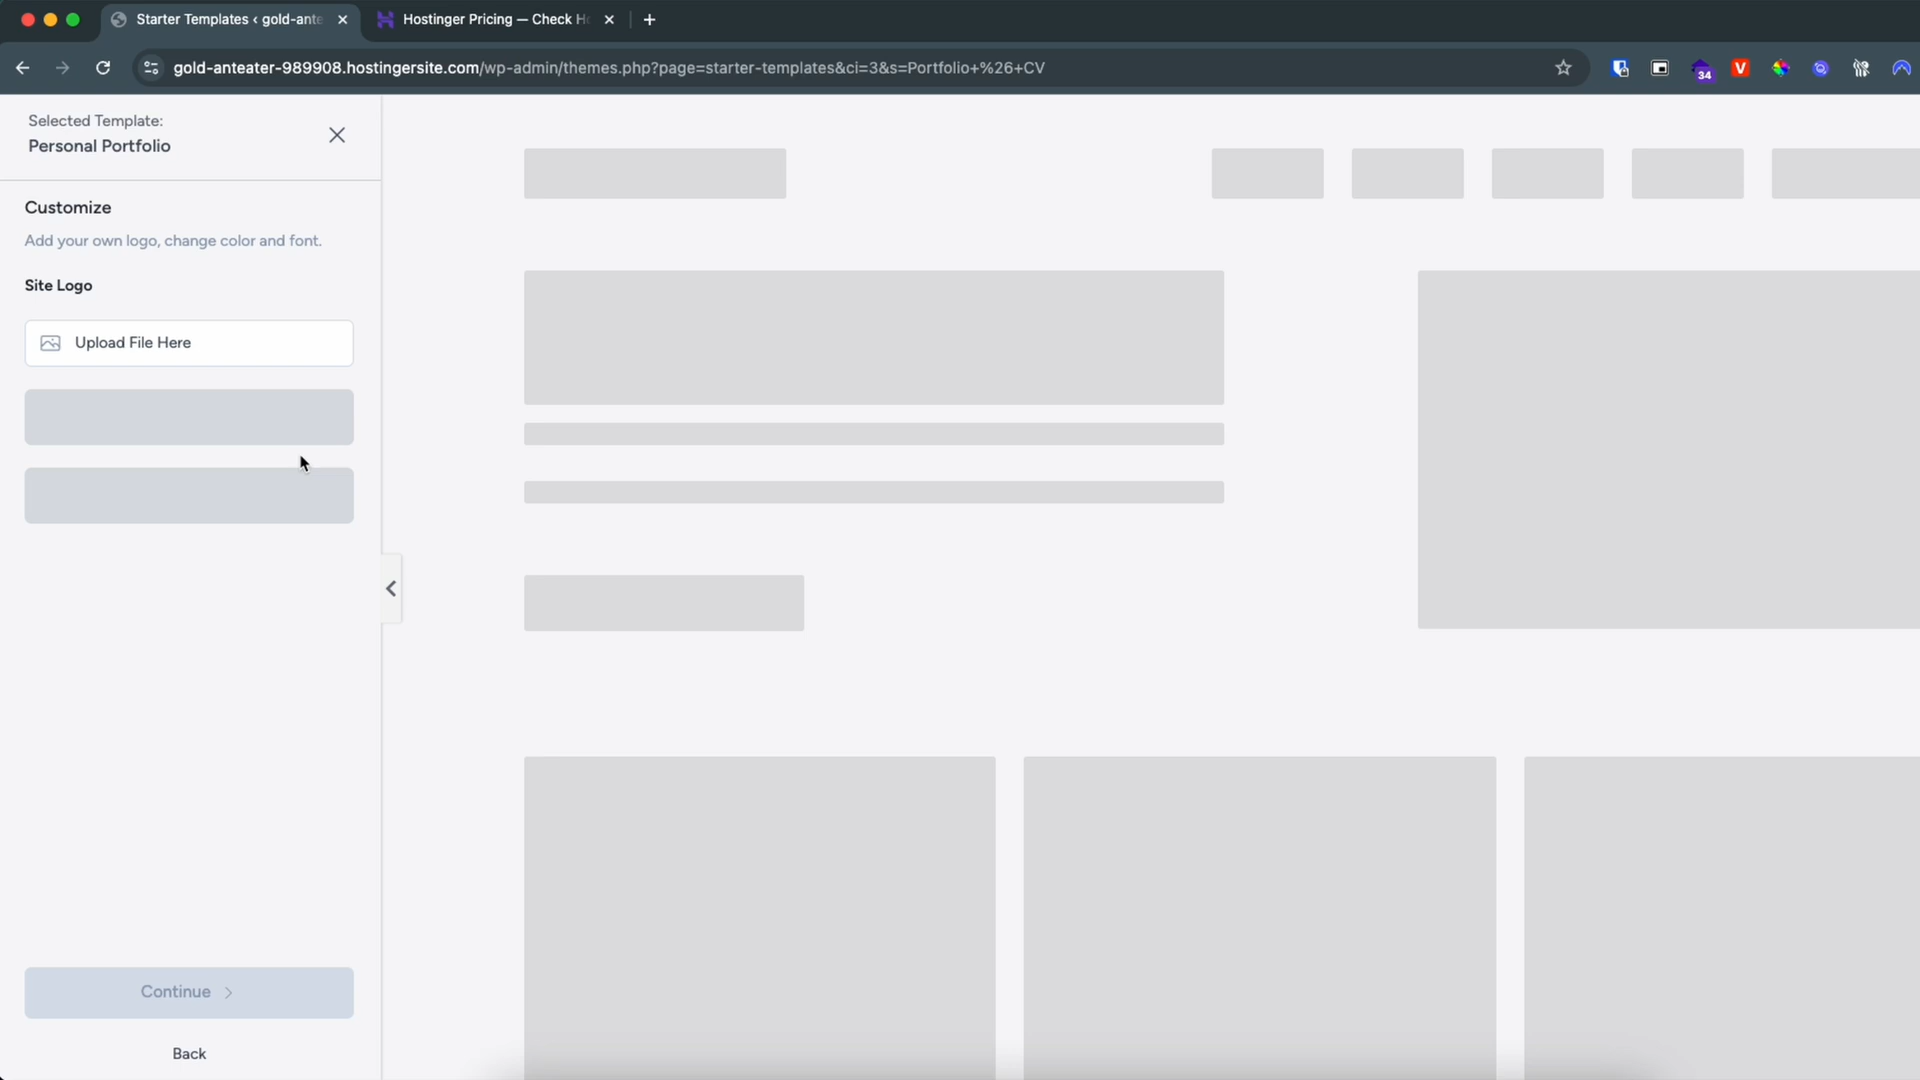 Starter Templates ‹ gold-ante
Hostinger Pricing — Check H
gold-anteater-989908.hostingersite.com/wp-admin/themes.php?page=starter-templates&ci=3&s=Portfolio+%26+CV
34
V
Selected Template:
Personal Portfolio
Customize
Add your own logo, change color and font.
Site Logo
Upload File Here
Continue
Back